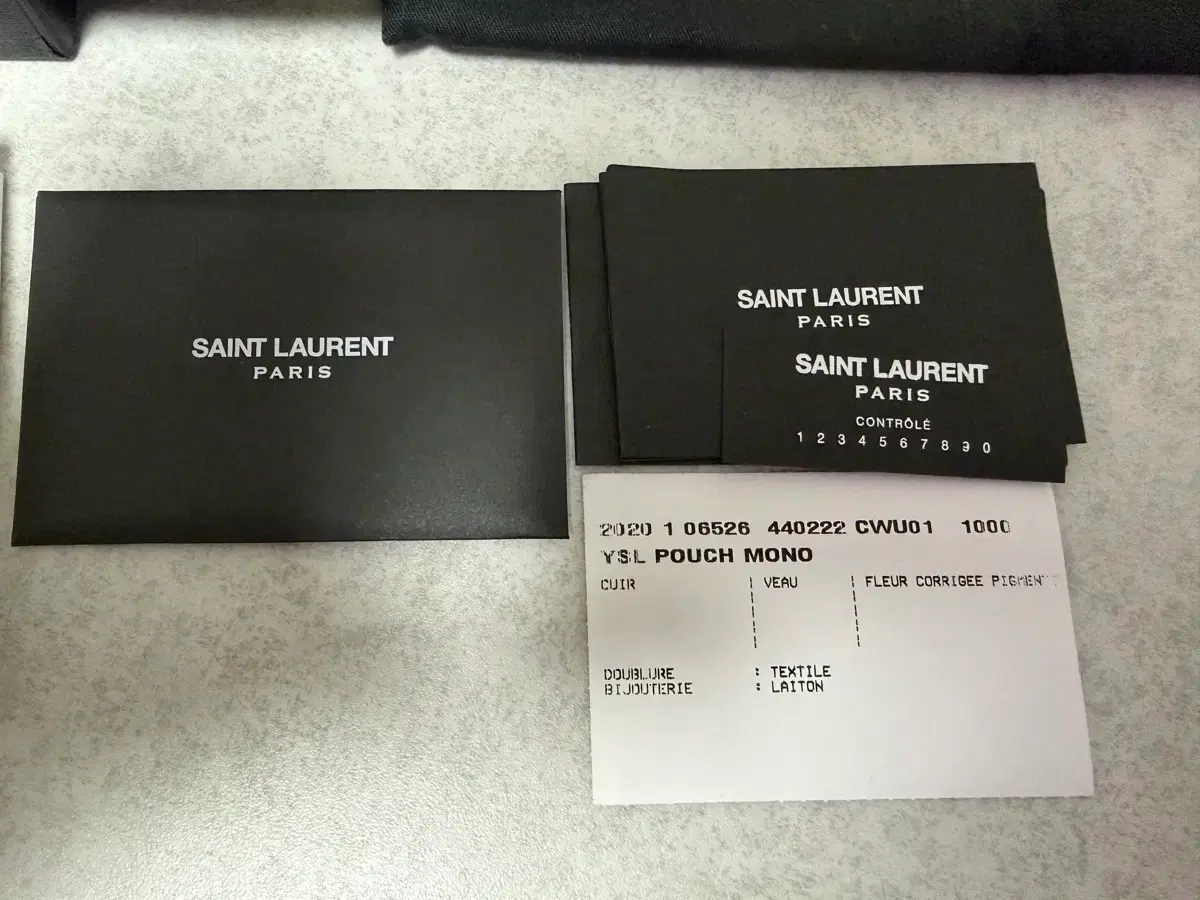 SAINT LAURENT
PARIS
SAINT LAURENT
PARIS
SAINT LAURENT
PARIS
CONTRÔLÉ
1 2 3 4 5 6 7 8 9 0
2020 1 06526 440222 CWU01 1000
YSL POUCH MONO
CUIR | VEAU | FLEUR CORRIGEE PIGMENT
DOUBLURE : TEXTILE
BIJOUTERIE : LAITON